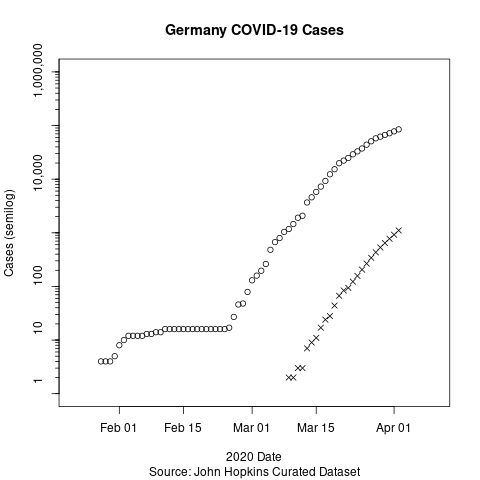 Germany COVID-19 Cases
Cases (semilog)
1,000,000
10,000
100
10
1
Feb 01
Feb 15
Mar 01
Mar 15
Apr 01
2020 Date
Source: John Hopkins Curated Dataset